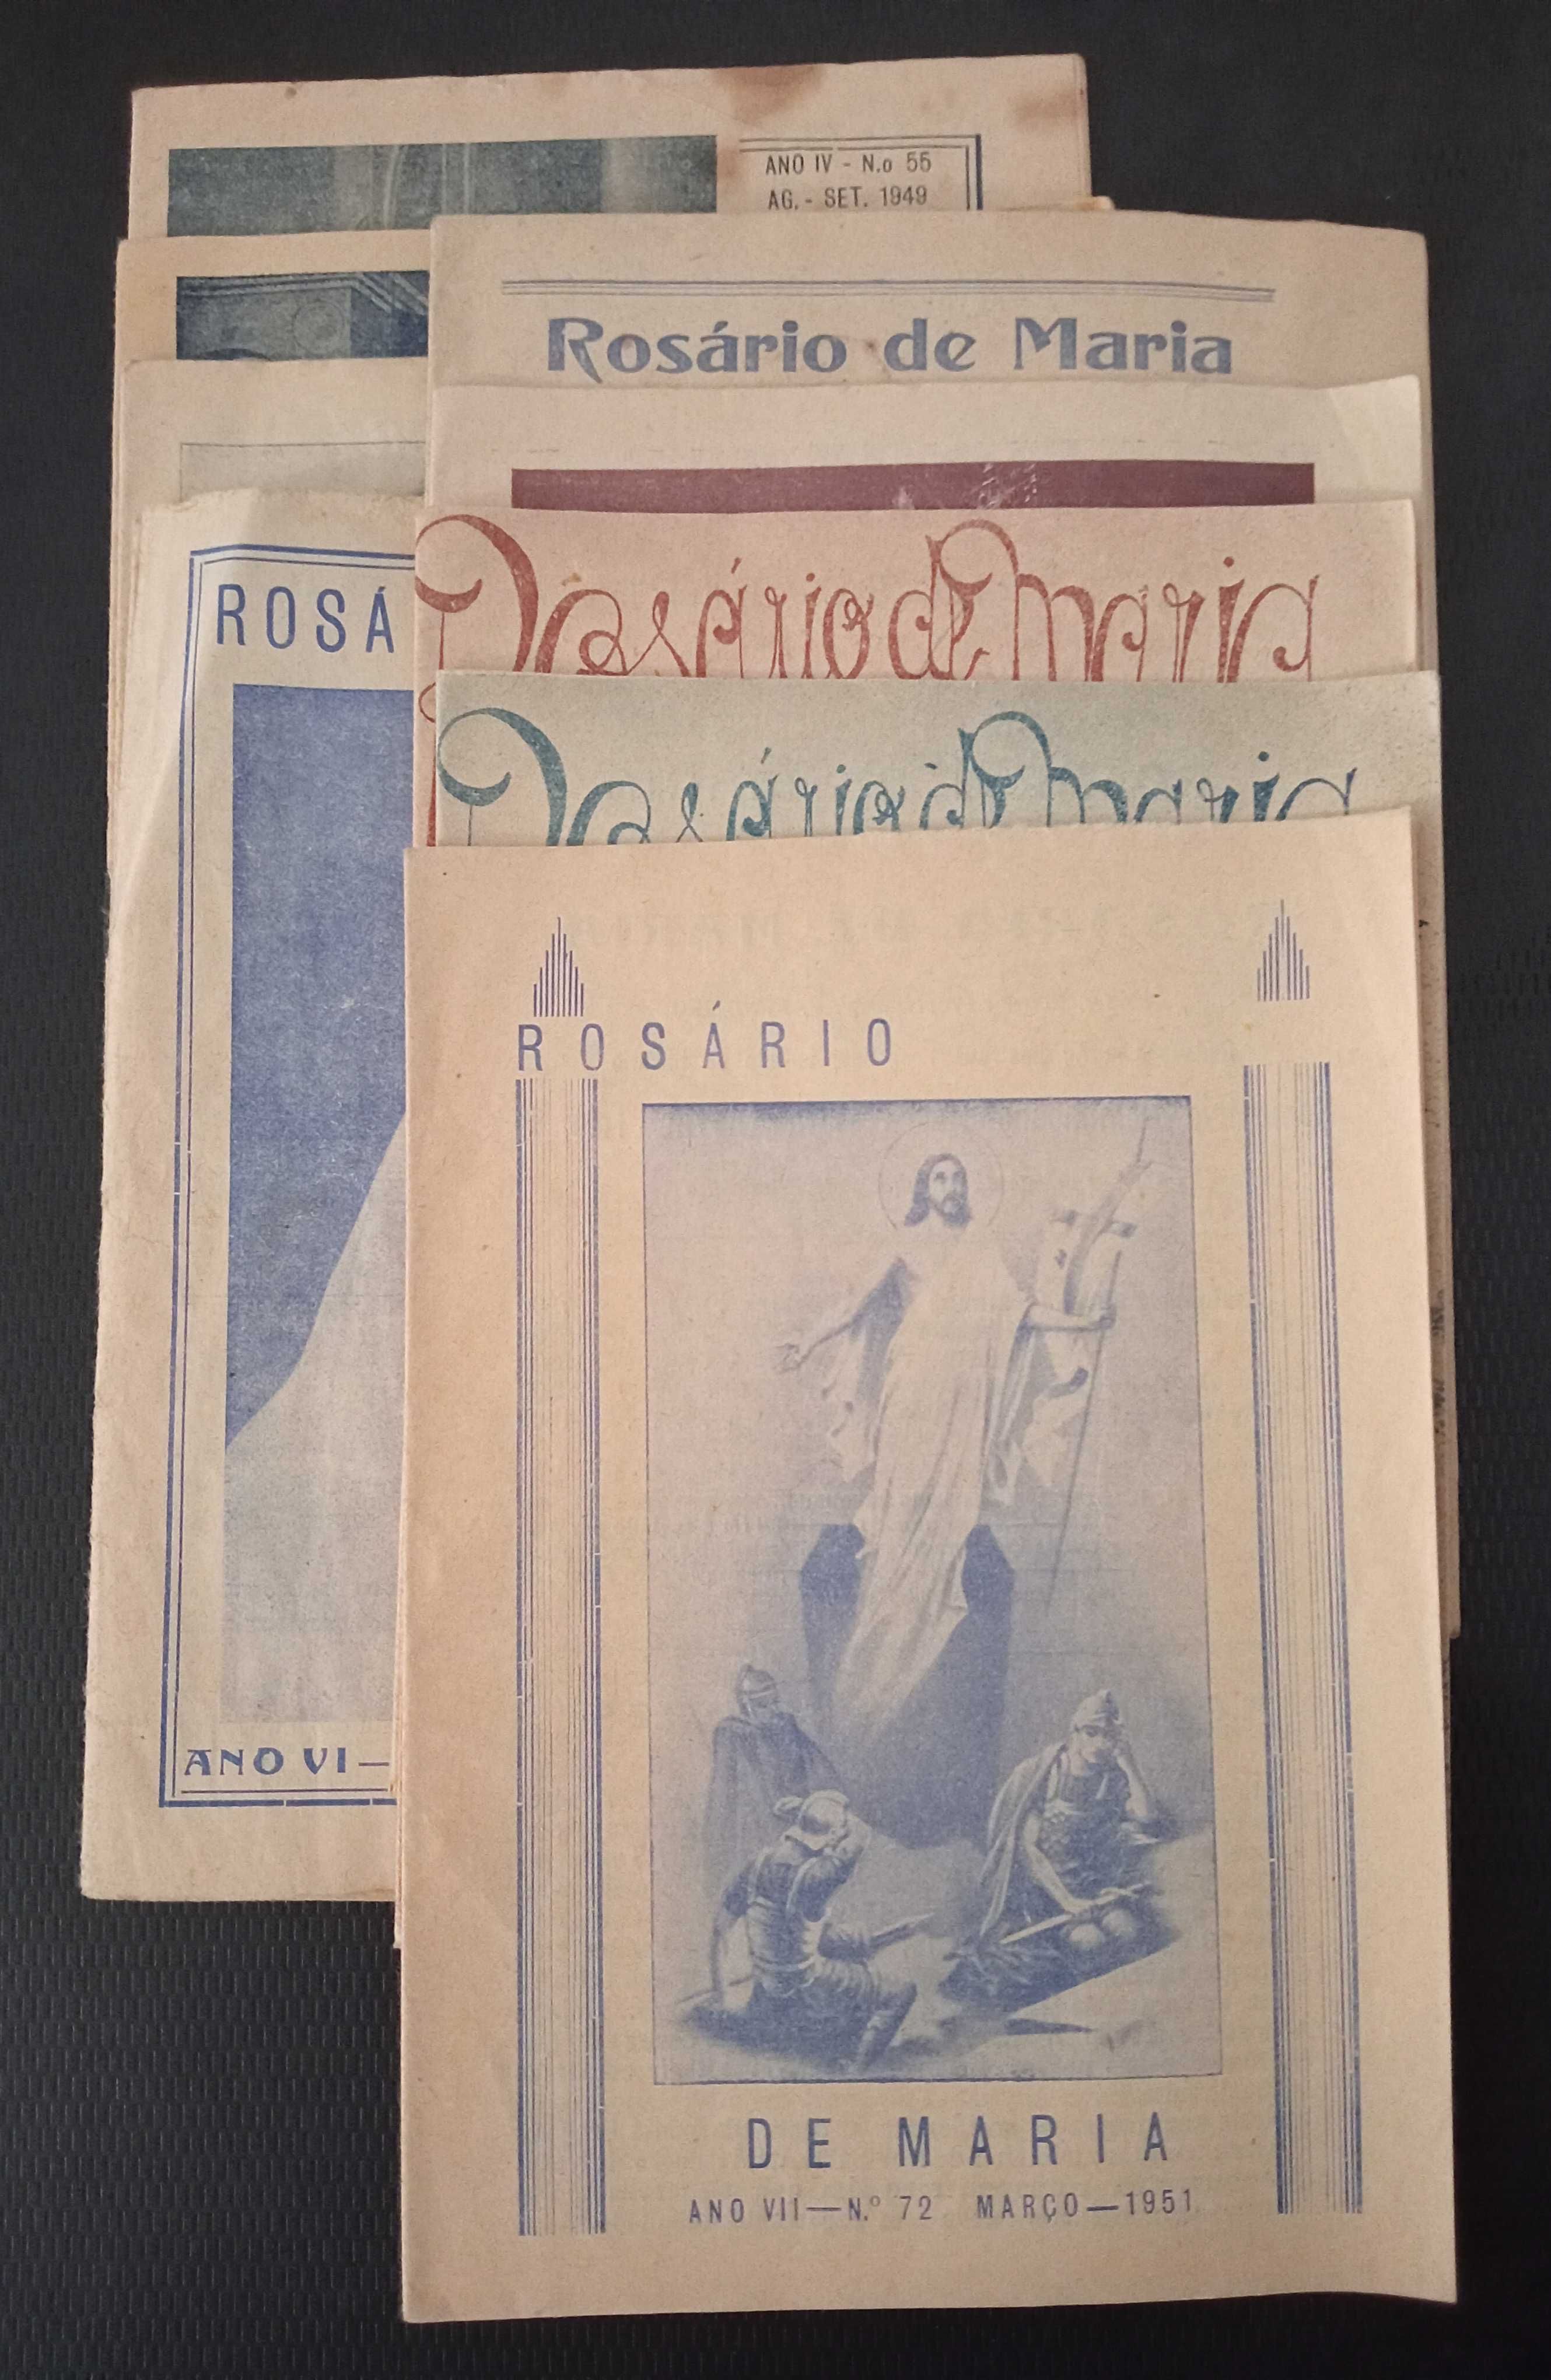 ANO IV - N.o 55
AG. - SET. 1949
Rosário de Maria
ROSÁ
Rosário de Maria
Rosário de Maria
ROSÁRIO
DE MARIA
ANO VII—N.º 72 MARÇO—1951
ANO VI—